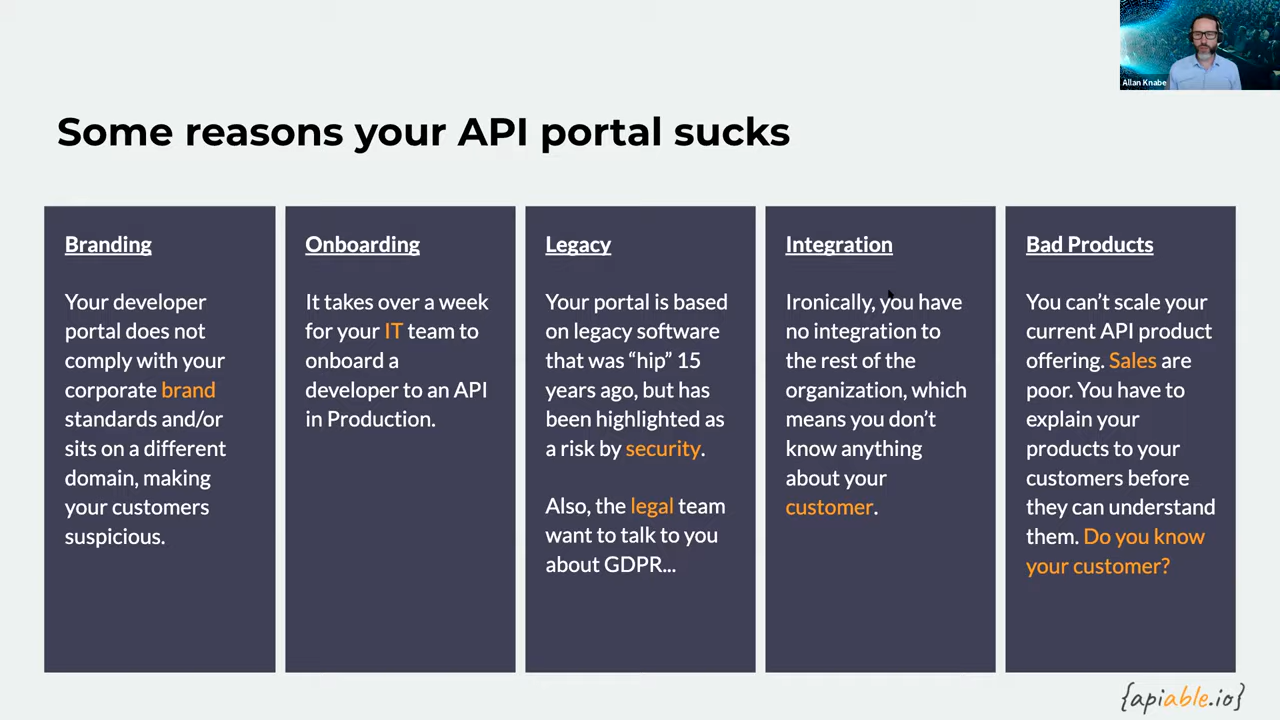 Allan Knabe
Some reasons your API portal sucks
Branding
Your developer
portal does not
comply with your
corporate brand
standards and/or
sits on a different
domain, making
your customers
suspicious.
Onboarding
It takes over a week
for your IT team to
onboard a
developer to an API
in Production.
Legacy
Your portal is based
on legacy software
that was “hip” 15
years ago, but has
been highlighted as
a risk by security.
Also, the legal team
want to talk to you
about GDPR...
Integration
Ironically, you have
no integration to
the rest of the
organization, which
means you don’t
know anything
about your
customer.
Bad Products
You can’t scale your
current API product
offering. Sales are
poor. You have to
explain your
products to your
customers before
they can understand
them. Do you know
your customer?
{apiable.io}